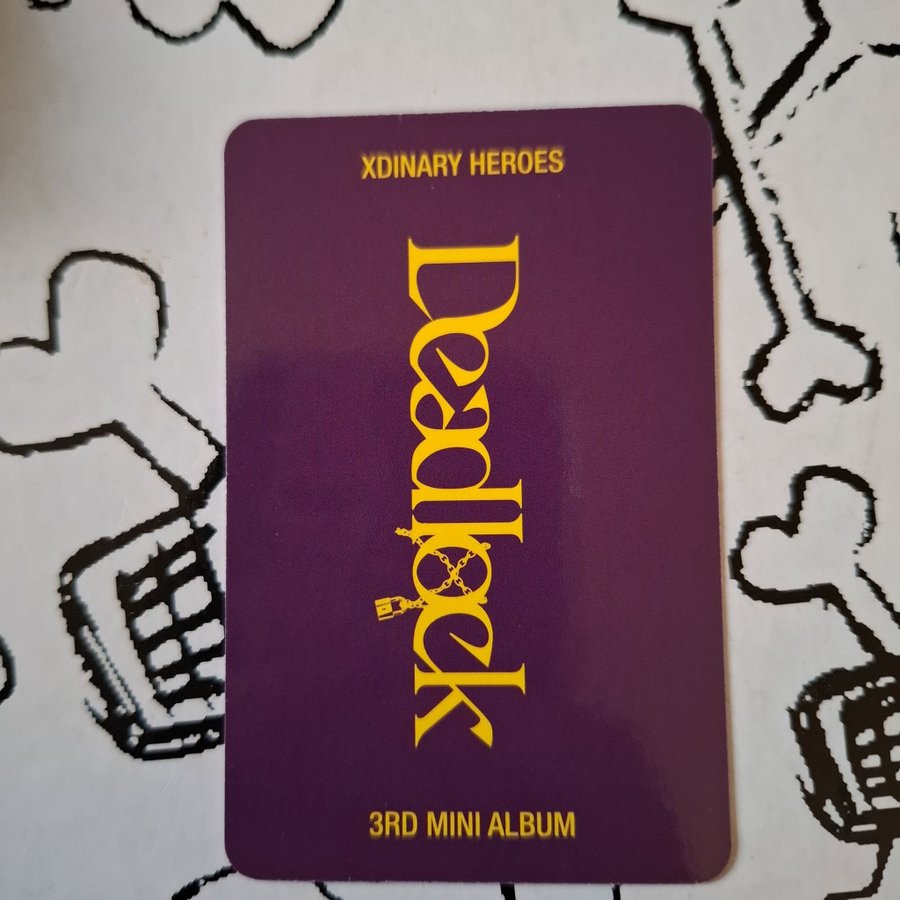 XDINARY HEROES
Deadlock
3RD MINI ALBUM